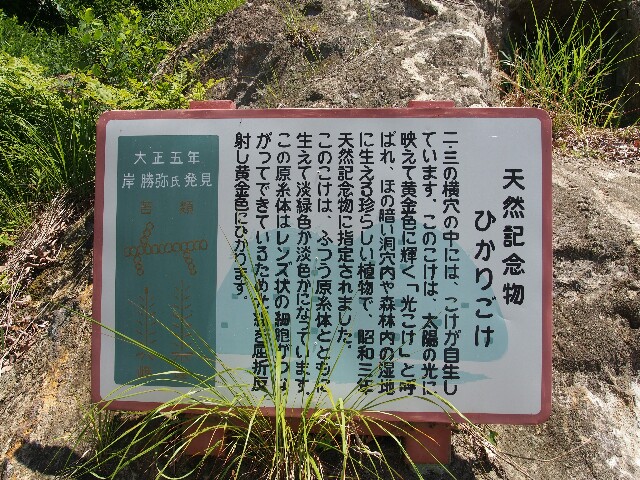 天然記念物
ひかりごけ
二・三の横穴の中には、こけが自生し
ています。このこけは、太陽の光に
映えて黄金色に輝く「光ごけ」と呼
ばれ、ほの暗い洞穴内や森林内の湿地
に生える珍らしい植物で、昭和三年
天然記念物に指定されました。
このこけは、ふつう原糸体とともに
生えて淡緑色か淡色かになっています。
この原糸体はレンズ状の細胞がつな
がってできているため
を屈折反
射し黄金色にひかります。
大正五年
岸勝弥氏発見